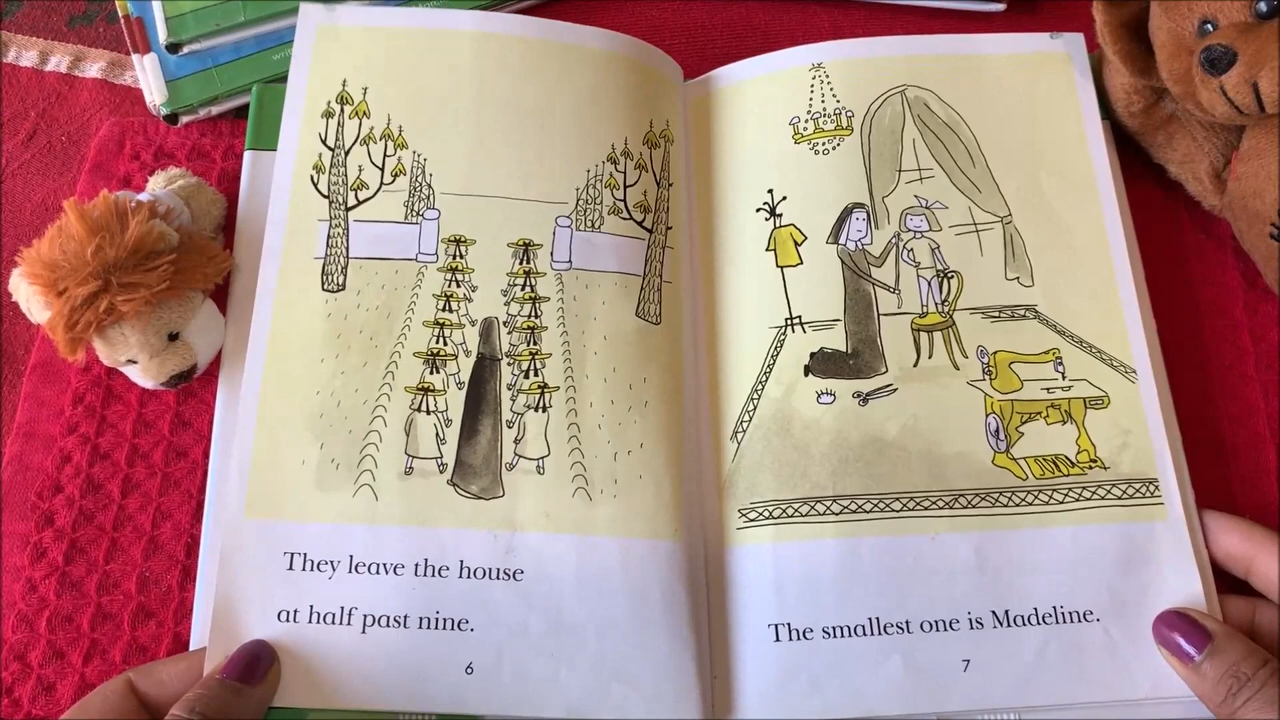 They leave the house
at half past nine.
6
The smallest one is Madeline.
7